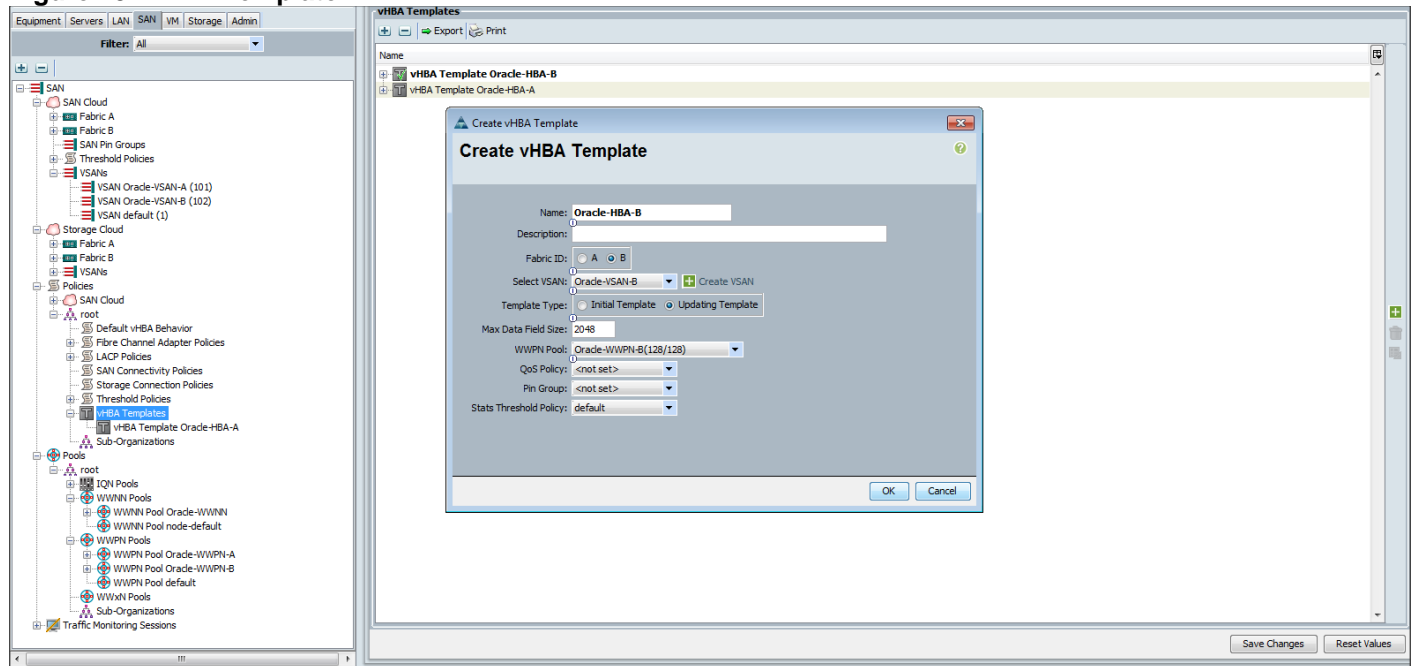 Equipment Servers LAN SAN VM Storage Admin
Filter: All
SAN
SAN Cloud
Fabric A
Fabric B
SAN Pin Groups
Threshold Policies
VSANs
VSAN Oracle-VSAN-A (101)
VSAN Oracle-VSAN-B (102)
VSAN default (1)
Storage Cloud
Fabric A
Fabric B
VSANs
Policies
SAN Cloud
root
Default vHBA Behavior
Fibre Channel Adapter Policies
LACP Policies
SAN Connectivity Policies
Storage Connection Policies
Threshold Policies
vHBA Templates
vHBA Template Oracle-HBA-A
Sub-Organizations
Pools
root
IQN Pools
WWNN Pools
WWNN Pool Oracle-WWNN
WWNN Pool node-default
WWPN Pools
WWPN Pool Oracle-WWPN-A
WWPN Pool Oracle-WWPN-B
WWPN Pool default
WWxN Pools
Sub-Organizations
Traffic Monitoring Sessions
vHBA Templates
Export Print
Name
vHBA Template Oracle-HBA-B
vHBA Template Oracle-HBA-A
Create vHBA Template
Create vHBA Template
Name: Oracle-HBA-B
Description:
Fabric ID: A B
Select VSAN: Oracle-VSAN-B Create VSAN
Template Type: Initial Template Updating Template
Max Data Field Size: 2048
WWPN Pool: Oracle-WWPN-B(128/128)
QoS Policy: <not set>
Pin Group: <not set>
Stats Threshold Policy: default
OK Cancel
Save Changes Reset Values